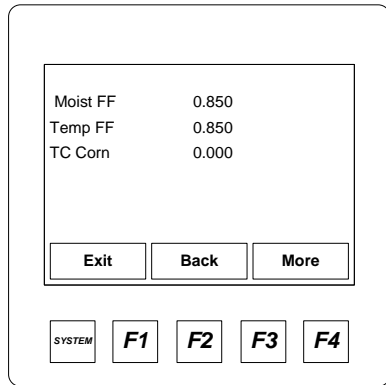 Moist FF 0.850
Temp FF 0.850
TC Corn 0.000
Exit Back More
SYSTEM F1 F2 F3 F4